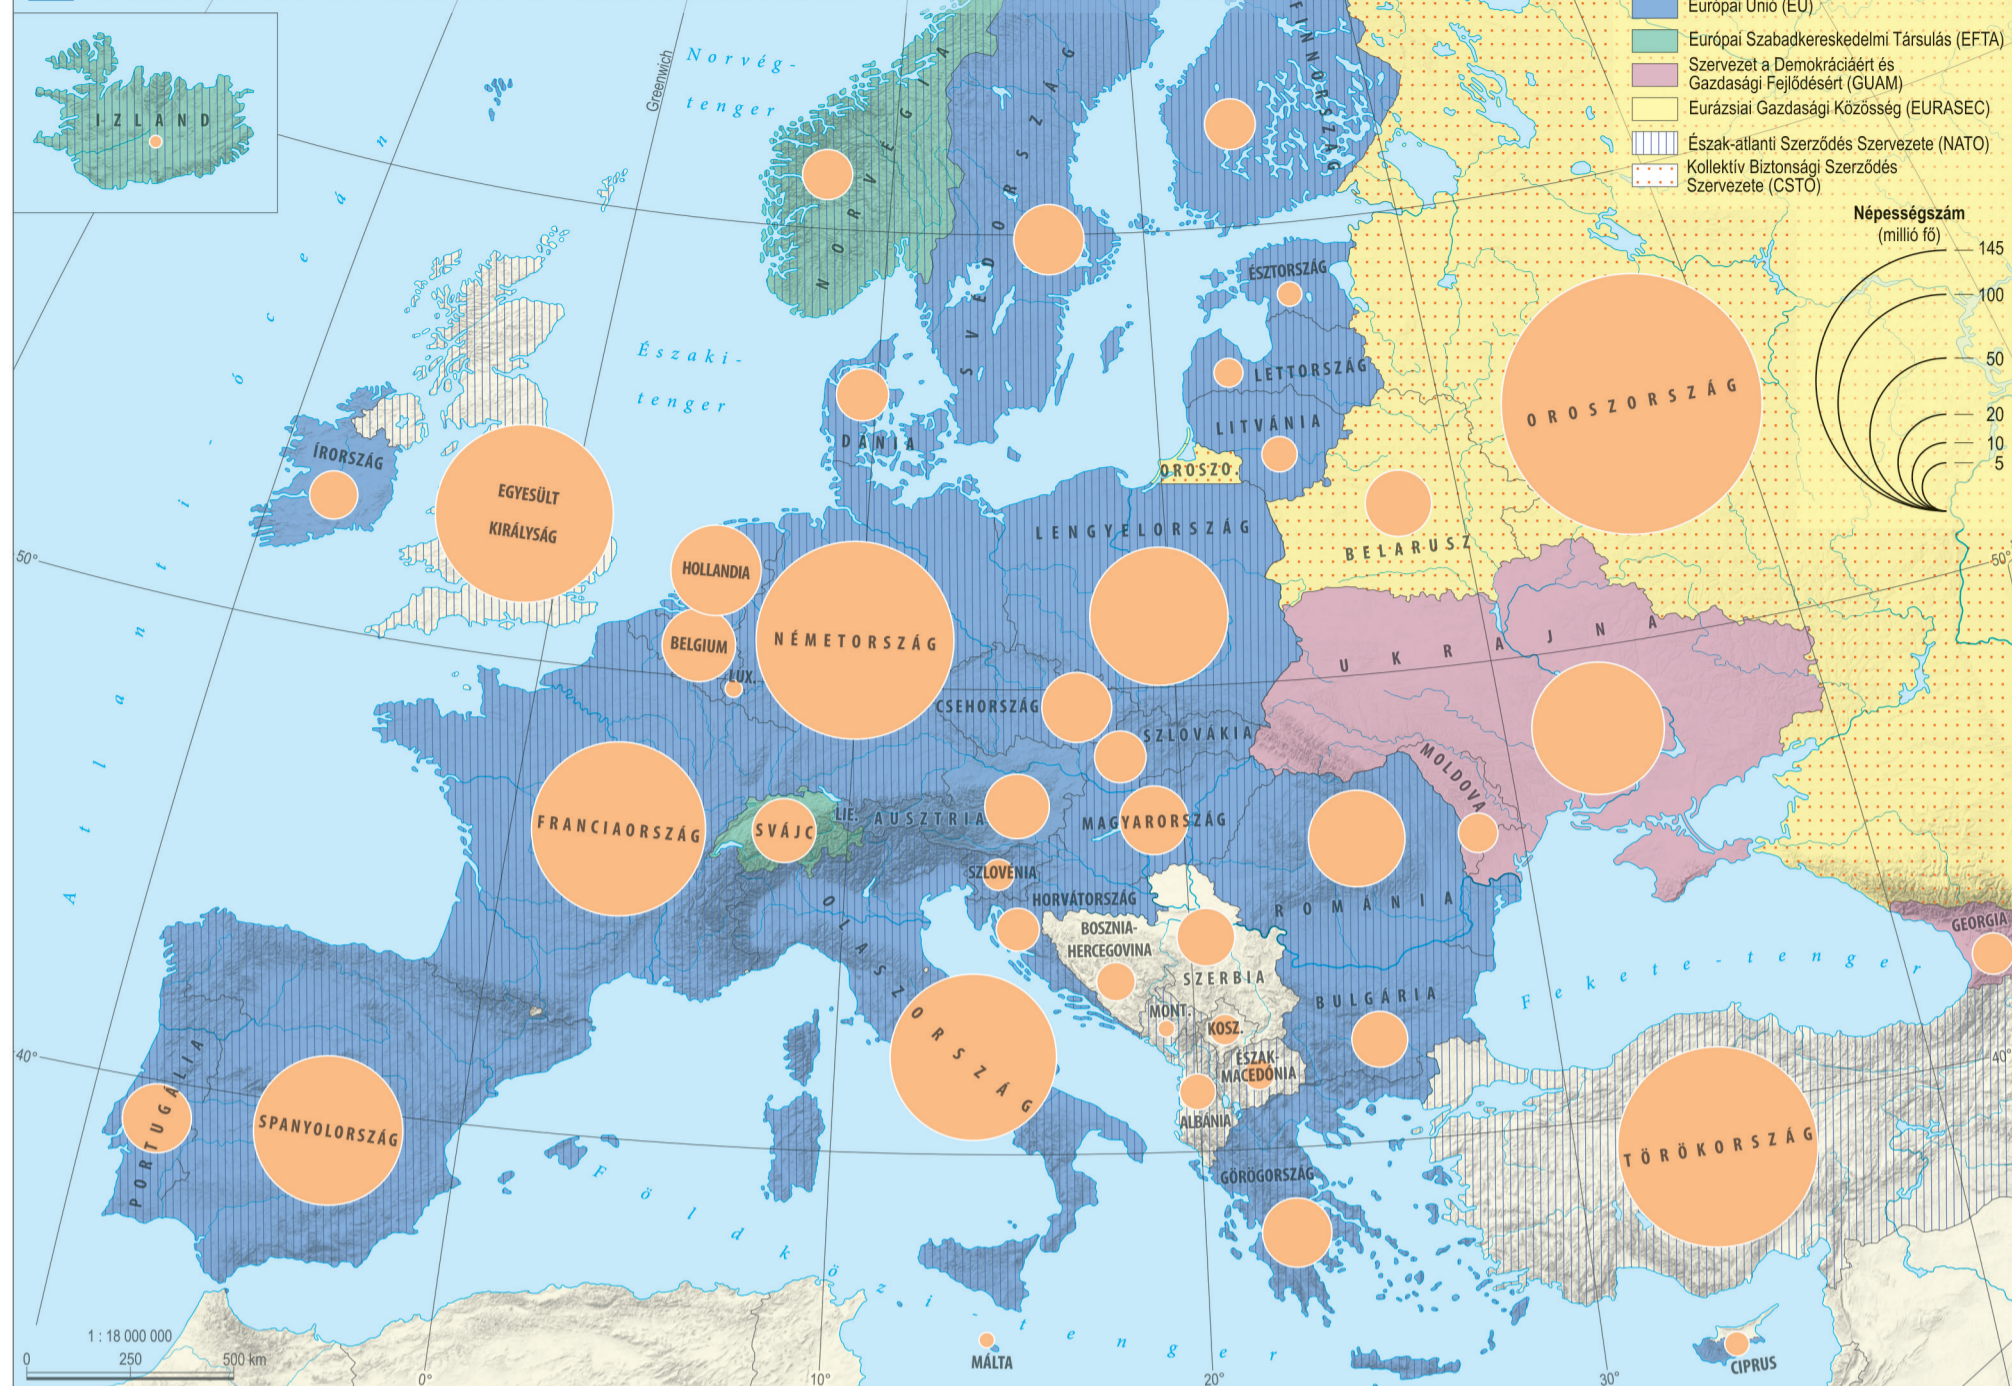 Európai Unió (EU)
Európai Szabadkereskedelmi Társulás (EFTA)
Szervezet a Demokráciáért és
Gazdasági Fejlődésért (GUAM)
Eurázsiai Gazdasági Közösség (EURASEC)
Észak-atlanti Szerződés Szervezete (NATO)
Kollektív Biztonsági Szerződés
Szervezete (CSTO)
Népességszám
(millió fő)
145
100
50
20
10
5
IZLAND
Greenwich
Norvég-
tenger
NORVÉGIA
SVÉDORSZÁG
FINNORSZÁG
Atlanti-óceán
Északi-
tenger
ÉSZTORSZÁG
LETTORSZÁG
LITVÁNIA
OROSZO.
OROSZORSZÁG
BELARUSZ
DÁNIA
ÍRORSZÁG
EGYESÜLT
KIRÁLYSÁG
HOLLANDIA
BELGIUM
LUX.
NÉMETORSZÁG
LENGYELORSZÁG
CSEHORSZÁG
SZLOVÁKIA
UKRAJNA
MOLDOVA
FRANCIAORSZÁG
SVÁJC
LIE.
AUSZTRIA
MAGYARORSZÁG
SZLOVÉNIA
HORVÁTORSZÁG
BOSZNIA-
HERCEGOVINA
SZERBIA
ROMÁNIA
MONT.
KOSZ.
ÉSZAK-
MACEDÓNIA
ALBÁNIA
BULGÁRIA
GÖRÖGORSZÁG
OLASZORSZÁG
PORTUGÁLIA
SPANYOLORSZÁG
Fekete-tenger
GEORGIA
TÖRÖKORSZÁG
Földközi-tenger
MÁLTA
CIPRUS
50°
50°
40°
40°
1 : 18 000 000
0
250
500 km
0°
10°
20°
30°